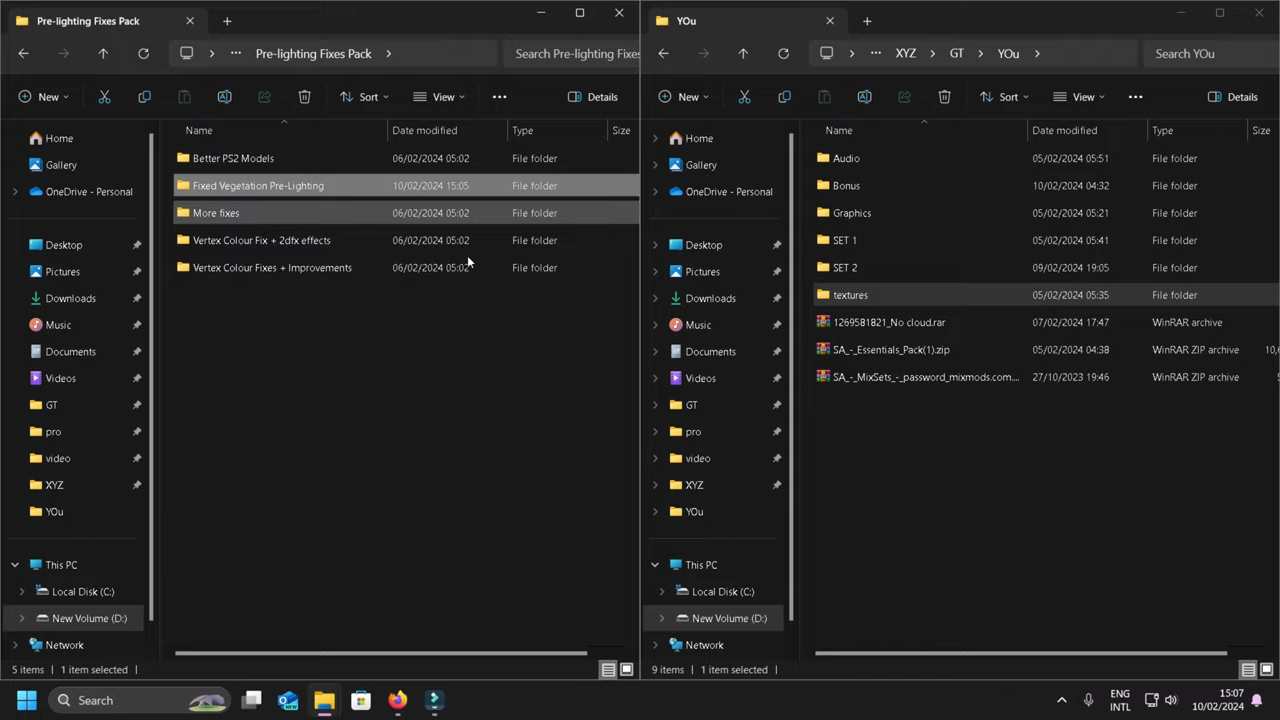 Pre-lighting Fixes Pack
Pre-lighting Fixes Pack
Search Pre-lighting Fixes
New
Sort
View
Details
Name
Date modified
Type
Size
Home
Gallery
OneDrive - Personal
Desktop
Pictures
Downloads
Music
Documents
Videos
GT
pro
video
XYZ
YOu
This PC
Local Disk (C:)
New Volume (D:)
Network
Better PS2 Models 06/02/2024 05:02 File folder
Fixed Vegetation Pre-Lighting 10/02/2024 15:05 File folder
More fixes 06/02/2024 05:02 File folder
Vertex Colour Fix + 2dfx effects 06/02/2024 05:02 File folder
Vertex Colour Fixes + Improvements 06/02/2024 05:02 File folder
5 items
1 item selected
YOu
XYZ
GT
YOu
Search YOu
New
Sort
View
Details
Name
Date modified
Type
Size
Home
Gallery
OneDrive - Personal
Desktop
Pictures
Downloads
Music
Documents
Videos
GT
pro
video
XYZ
YOu
This PC
Local Disk (C:)
New Volume (D:)
Network
Audio 05/02/2024 05:51 File folder
Bonus 10/02/2024 04:32 File folder
Graphics 05/02/2024 05:21 File folder
SET 1 05/02/2024 05:41 File folder
SET 2 09/02/2024 19:05 File folder
textures 05/02/2024 05:35 File folder
1269581821_No cloud.rar 07/02/2024 17:47 WinRAR archive
SA_-_Essentials_Pack(1).zip 05/02/2024 04:38 WinRAR ZIP archive 10,
SA_-_MixSets_-_password_mixmods.com.... 27/10/2023 19:46 WinRAR ZIP archive
9 items
1 item selected
Search
ENG
INTL
15:07
10/02/2024